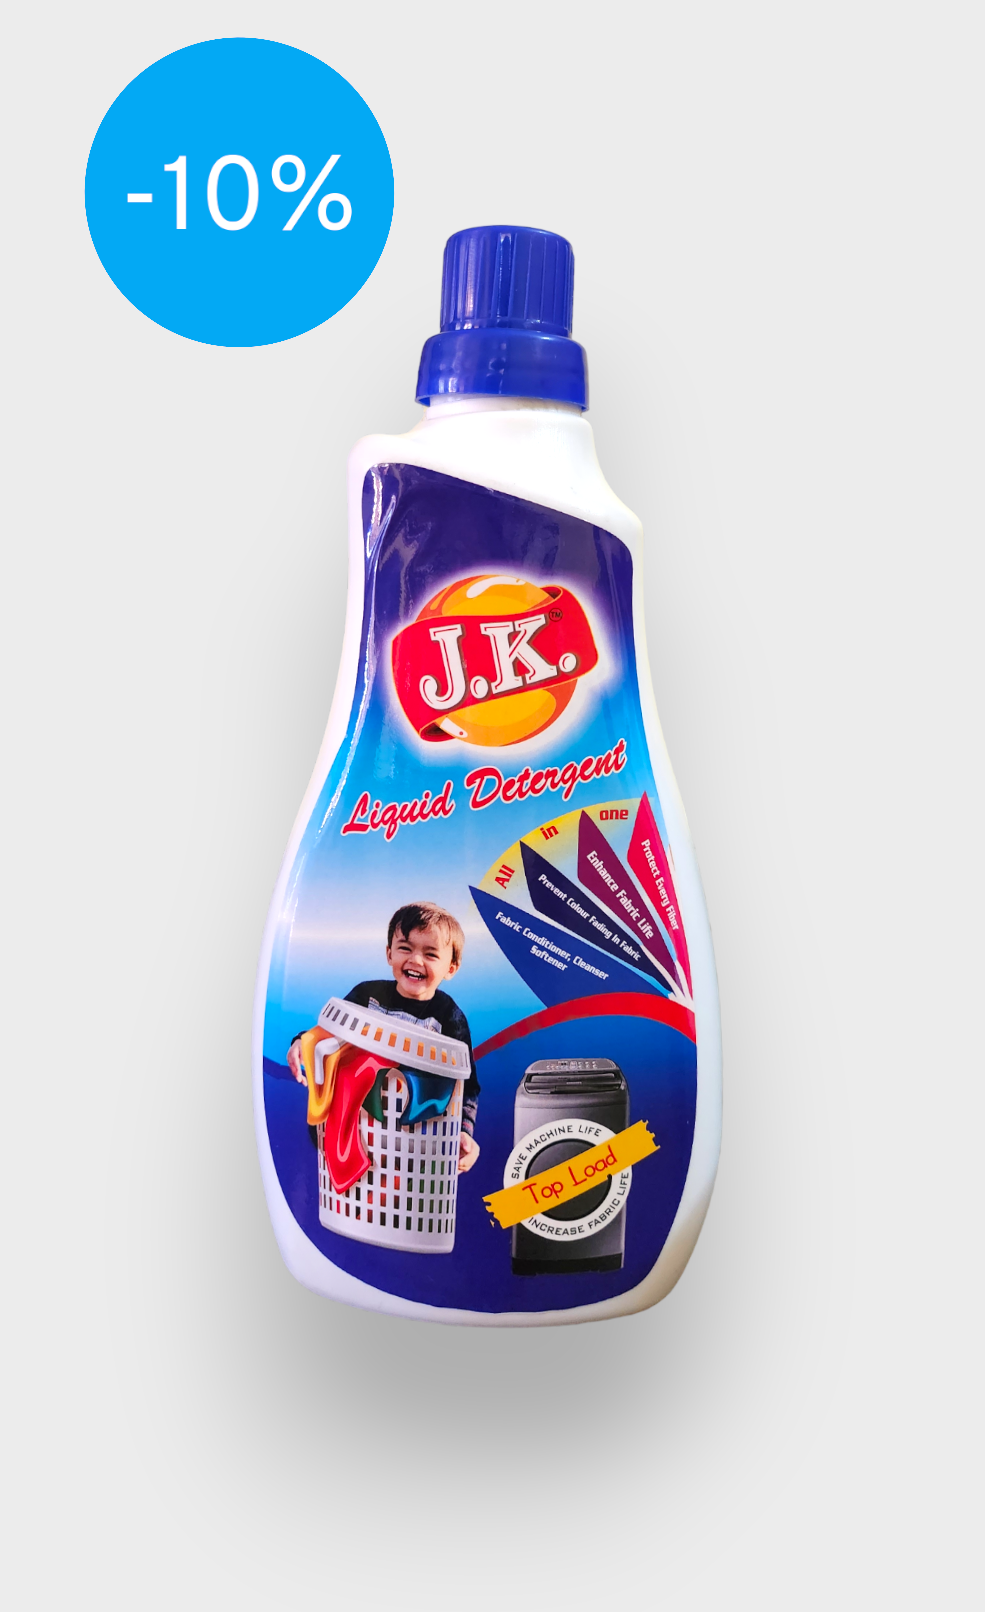 -10%
J.K.™
Liquid Detergent
All in one
Fabric Conditioner, Cleanser
Softener
Prevent Colour Fading In Fabric
Enhance Fabric Life
Protect Every Fiber
SAVE MACHINE LIFE
Top Load
INCREASE FABRIC LIFE